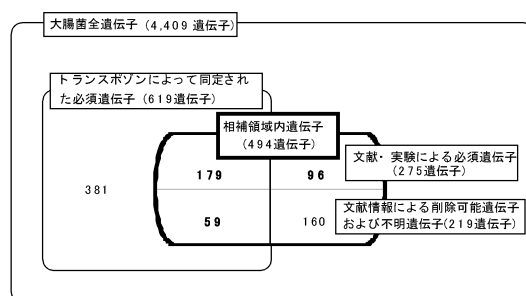 大腸菌全遺伝子 (4,409 遺伝子)
トランスポゾンによって同定され
た必須遺伝子 (619遺伝子)
相補領域内遺伝子
(494遺伝子)
文献・実験による必須遺伝子
(275遺伝子)
179
96
381
文献情報による削除可能遺伝子
および不明遺伝子(219遺伝子)
59
160